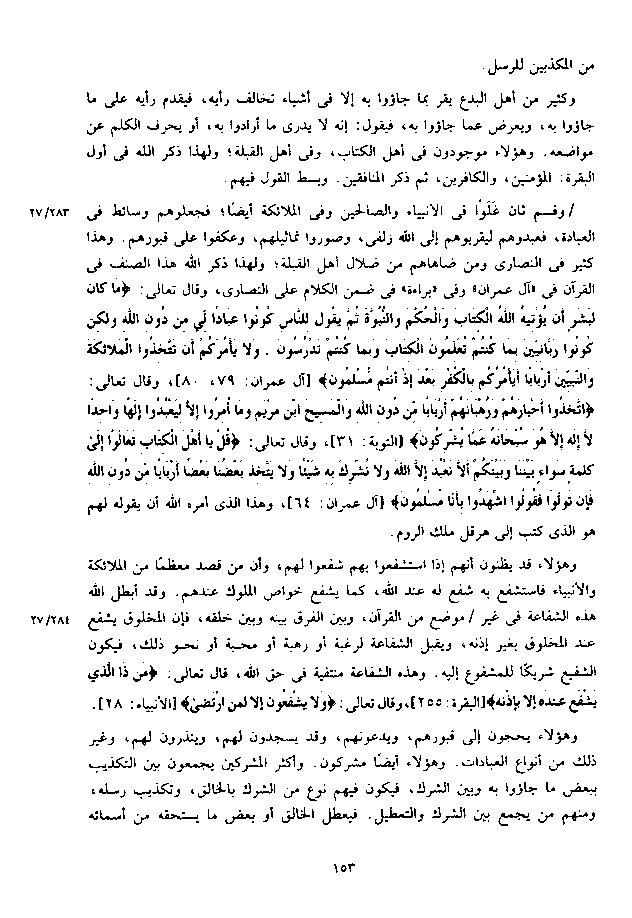 من المكذبين للرسل.
وكثير من أهل البدع يقر بما جاؤوا به إلا فى أشياء تخالف رأيه، فيقدم رأيه على ما
جاؤوا به، ويعرض عما جاؤوا به، فيقول: إنه لا يدرى ما أرادوا به، أو يحرف الكلم عن
مواضعه. وهؤلاء موجودون فى أهل الكتاب، وفى أهل القبلة؛ ولهذا ذكر الله فى أول
البقرة: المؤمنين، والكافرين، ثم ذكر المنافقين. وبسط القول فيهم.
/ وقسم ثان غَلَوْا فى الأنبياء والصالحين وفى الملائكة أيضًا؛ فجعلوهم وسائط فى ٢٧/٢٨٣
العبادة، فعبدوهم ليقربوهم إلى الله زلفى، وصوروا تماثيلهم، وعكفوا على قبورهم. وهذا
كثير فى النصارى ومن ضاهاهم من ضلال أهل القبلة؛ ولهذا ذكر الله هذا الصنف فى
القرآن فى «آل عمران» وفى «براءة» فى ضمن الكلام على النصارى، وقال تعالى: ﴿مَا كَانَ
لِبَشَرٍ أَن يُؤْتِيَهُ اللَّهُ الْكِتَابَ وَالْحُكْمَ وَالنُّبُوَّةَ ثُمَّ يَقُولَ لِلنَّاسِ كُونُوا عِبَادًا لِّي مِن دُونِ اللَّهِ وَلَكِن
كُونُوا رَبَّانِيِّينَ بِمَا كُنتُمْ تُعَلِّمُونَ الْكِتَابَ وَبِمَا كُنتُمْ تَدْرُسُونَ . وَلا يَأْمُرَكُمْ أَن تَتَّخِذُوا الْمَلائِكَةَ
وَالنَّبِيِّينَ أَرْبَابًا أَيَأْمُرُكُم بِالْكُفْرِ بَعْدَ إِذْ أَنتُم مُّسْلِمُونَ﴾ [آل عمران: ٧٩، ٨٠]، وقال تعالى:
﴿اتَّخَذُوا أَحْبَارَهُمْ وَرُهْبَانَهُمْ أَرْبَابًا مِّن دُونِ اللَّهِ وَالْمَسِيحَ ابْنَ مَرْيَمَ وَمَا أُمِرُوا إِلاَّ لِيَعْبُدُوا إِلَهًا وَاحِدًا
لاَّ إِلَهَ إِلاَّ هُوَ سُبْحَانَهُ عَمَّا يُشْرِكُونَ﴾ [التوبة: ٣١]، وقال تعالى: ﴿قُلْ يَا أَهْلَ الْكِتَابِ تَعَالَوْا إِلَىٰ
كَلِمَةٍ سَوَاءٍ بَيْنَنَا وَبَيْنَكُمْ أَلاَّ نَعْبُدَ إِلاَّ اللَّهَ وَلا نُشْرِكَ بِهِ شَيْئًا وَلا يَتَّخِذَ بَعْضُنَا بَعْضًا أَرْبَابًا مِّن دُونِ اللَّهِ
فَإِن تَوَلَّوْا فَقُولُوا اشْهَدُوا بِأَنَّا مُسْلِمُونَ﴾ [آل عمران: ٦٤]، وهذا الذى أمره الله أن يقوله لهم
هو الذى كتب إلى هرقل ملك الروم.
وهؤلاء قد يظنون أنهم إذا استشفعوا بهم شفعوا لهم، وأن من قصد معظمًا من الملائكة
والأنبياء فاستشفع به شفع له عند الله، كما يشفع خواص الملوك عندهم. وقد أبطل الله
هذه الشفاعة فى غير / موضع من القرآن، وبين الفرق بينه وبين خلقه، فإن المخلوق يشفع ٢٧/٢٨٤
عند المخلوق بغير إذنه، ويقبل الشفاعة لرغبة أو رهبة أو محبة أو نحو ذلك، فيكون
الشفيع شريكًا للمشفوع إليه. وهذه الشفاعة منتفية فى حق الله، قال تعالى: ﴿مَن ذَا الَّذِي
يَشْفَعُ عِندَهُ إِلاَّ بِإِذْنِهِ﴾ [البقرة: ٢٥٥]، وقال تعالى: ﴿وَلا يَشْفَعُونَ إِلاَّ لِمَنِ ارْتَضَىٰ﴾ [الأنبياء: ٢٨].
وهؤلاء يحجون إلى قبورهم، ويدعونهم، وقد يسجدون لهم، وينذرون لهم، وغير
ذلك من أنواع العبادات. وهؤلاء أيضًا مشركون. وأكثر المشركين يجمعون بين التكذيب
ببعض ما جاؤوا به وبين الشرك، فيكون فيهم نوع من الشرك بالخالق، وتكذيب رسله،
ومنهم من يجمع بين الشرك والتعطيل. فيعطل الخالق أو بعض ما يستحقه من أسمائه
١٥٣